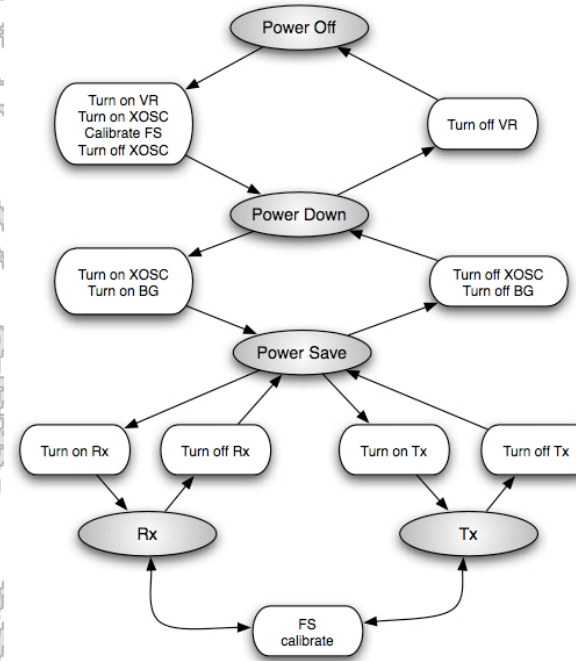 Power Off
Turn on VR
Turn on XOSC
Calibrate FS
Turn off XOSC
Turn off VR
Power Down
Turn on XOSC
Turn on BG
Turn off XOSC
Turn off BG
Power Save
Turn on Rx
Turn off Rx
Turn on Tx
Turn off Tx
Rx
Tx
FS
calibrate